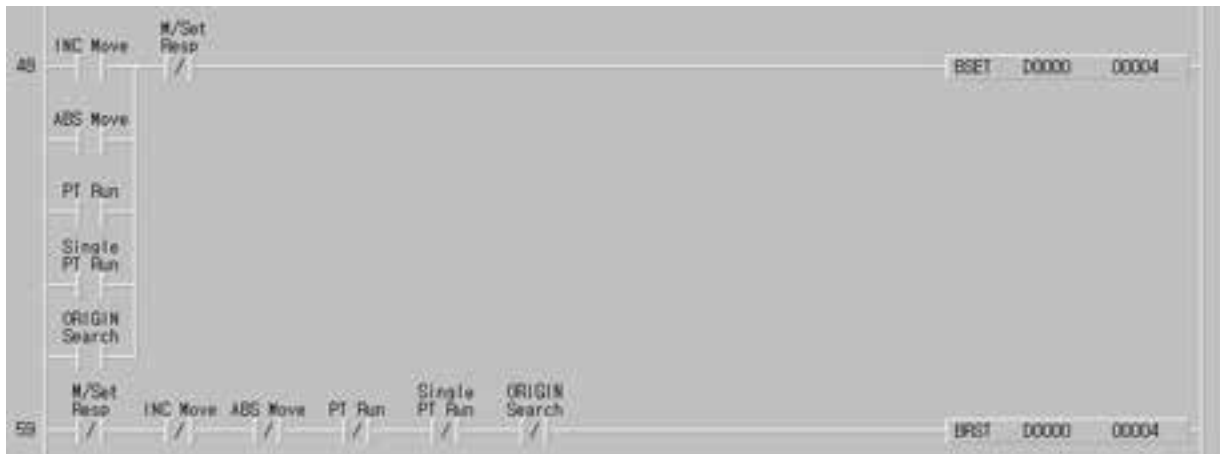 M/Set
INC Move Resp
48 BSET D0000 00004
ABS Move
PT Run
Single
PT Run
ORIGIN
Search
M/Set Single ORIGIN
Resp INC Move ABS Move PT Run PT Run Search
59 BRST D0000 00004